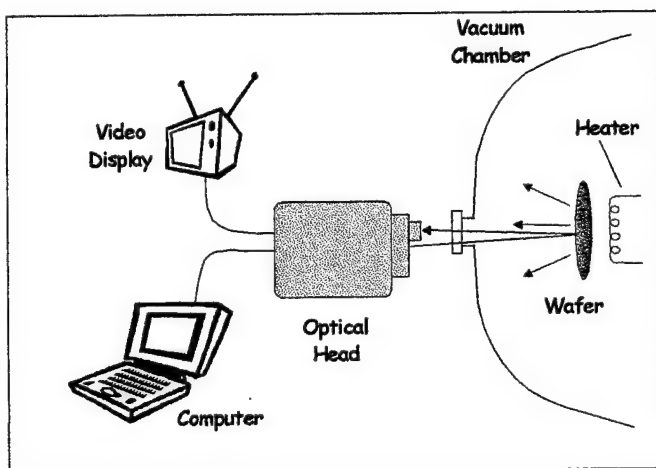 Vacuum
Chamber
Video
Display
Heater
Optical
Head
Wafer
Computer